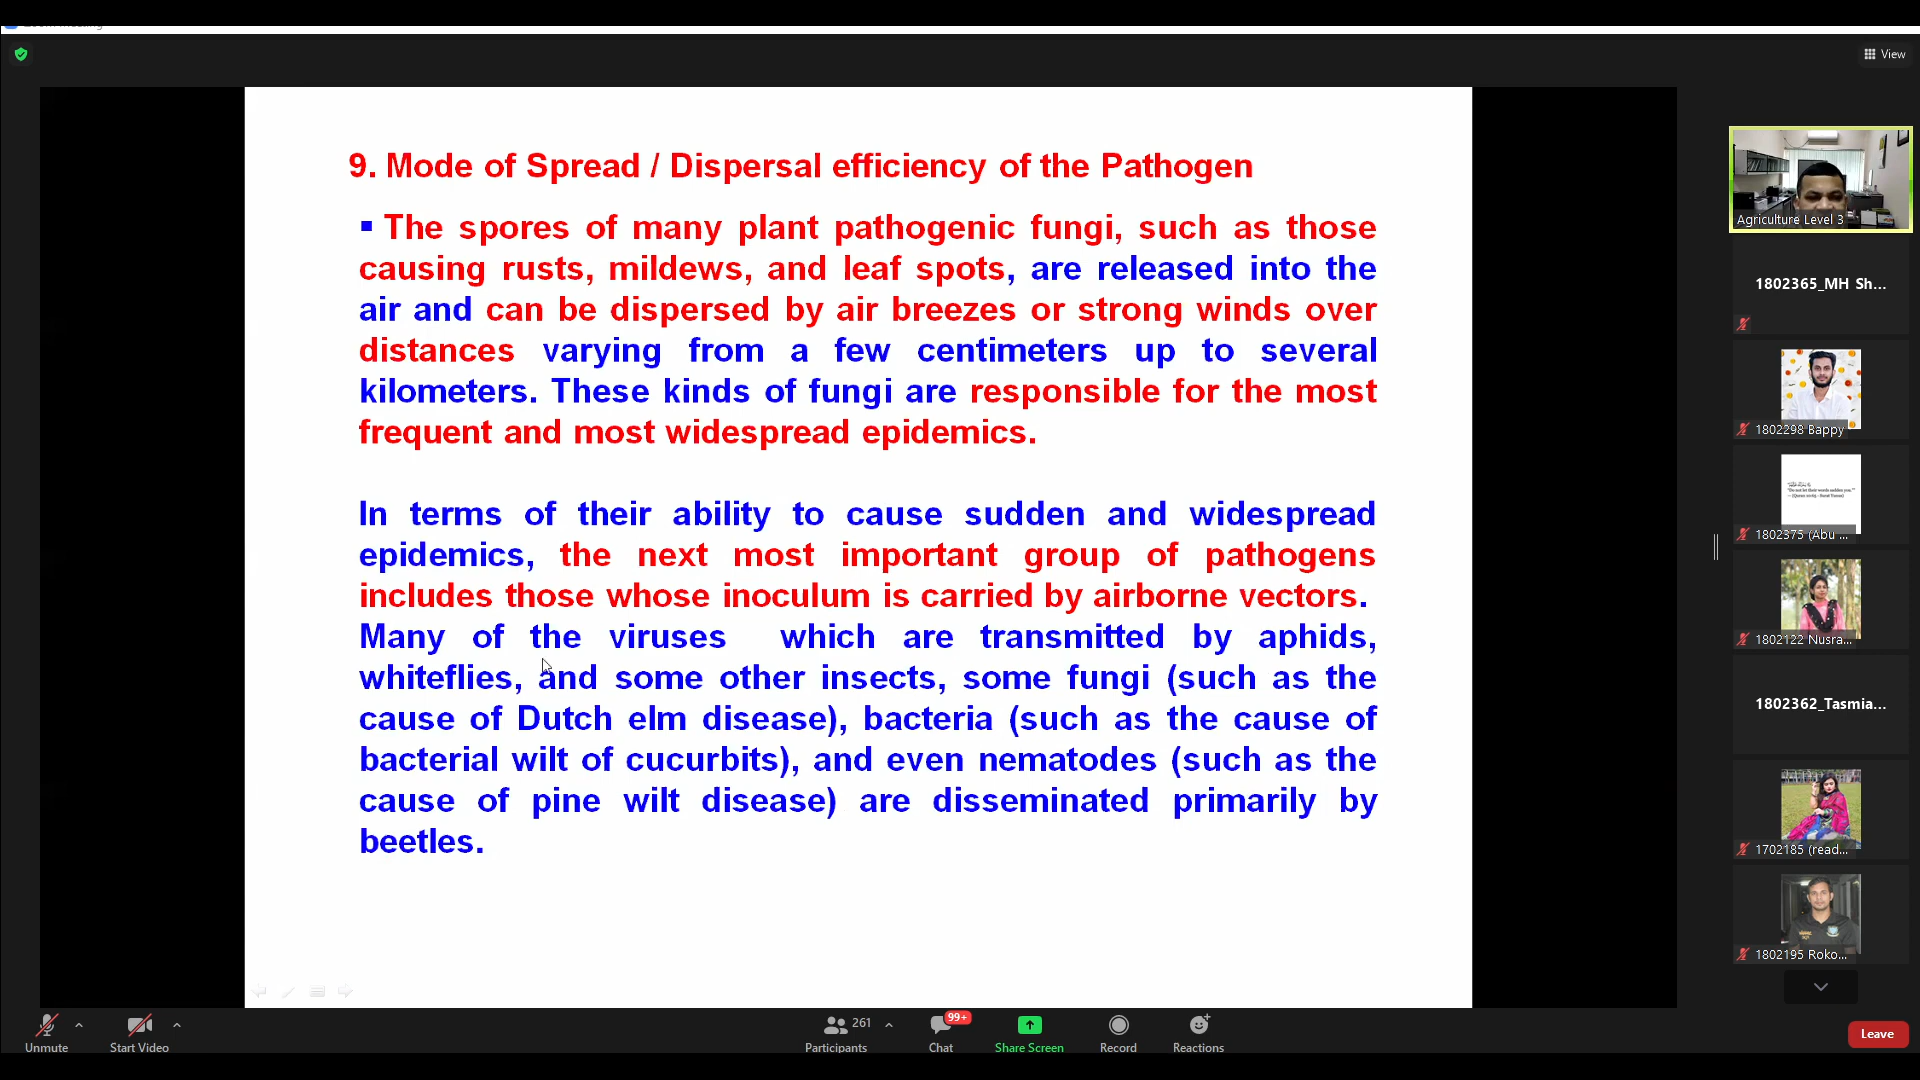 View
9. Mode of Spread / Dispersal efficiency of the Pathogen
▪ The spores of many plant pathogenic fungi, such as those
causing rusts, mildews, and leaf spots, are released into the
air and can be dispersed by air breezes or strong winds over
distances varying from a few centimeters up to several
kilometers. These kinds of fungi are responsible for the most
frequent and most widespread epidemics.
In terms of their ability to cause sudden and widespread
epidemics, the next most important group of pathogens
includes those whose inoculum is carried by airborne vectors.
Many of the viruses which are transmitted by aphids,
whiteflies, and some other insects, some fungi (such as the
cause of Dutch elm disease), bacteria (such as the cause of
bacterial wilt of cucurbits), and even nematodes (such as the
cause of pine wilt disease) are disseminated primarily by
beetles.
Agriculture Level 3
1802365_MH Sh...
1802298 Bappy
1802375 (Abu ...
1802122 Nusra...
1802362_Tasmia...
1702185 (read...
1802195 Roko...
Unmute
Start Video
261
Participants
99+
Chat
Share Screen
Record
Reactions
Leave